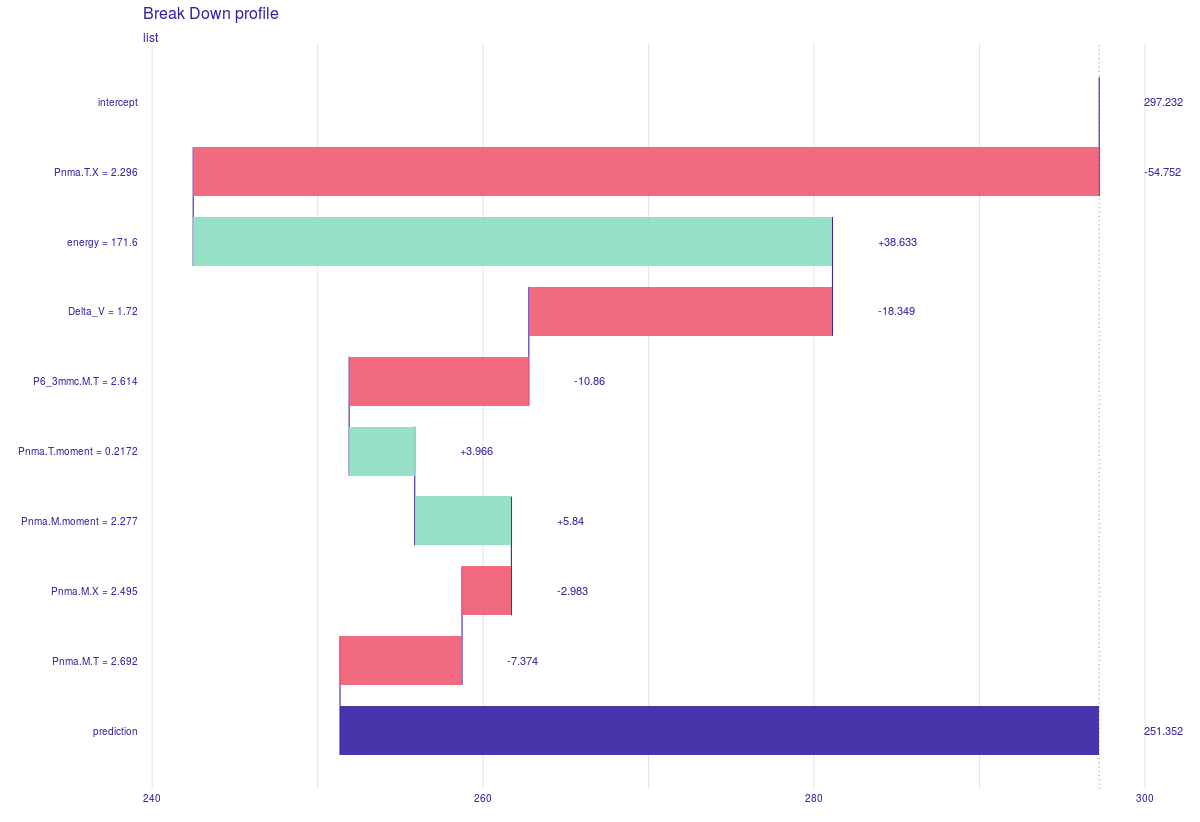 Break Down profile
list
intercept 297.232
Pnma.T.X = 2.296 -54.752
energy = 171.6 +38.633
Delta_V = 1.72 -18.349
P6_3mmc.M.T = 2.614 -10.86
Pnma.T.moment = 0.2172 +3.966
Pnma.M.moment = 2.277 +5.84
Pnma.M.X = 2.495 -2.983
Pnma.M.T = 2.692 -7.374
prediction 251.352
240 260 280 300